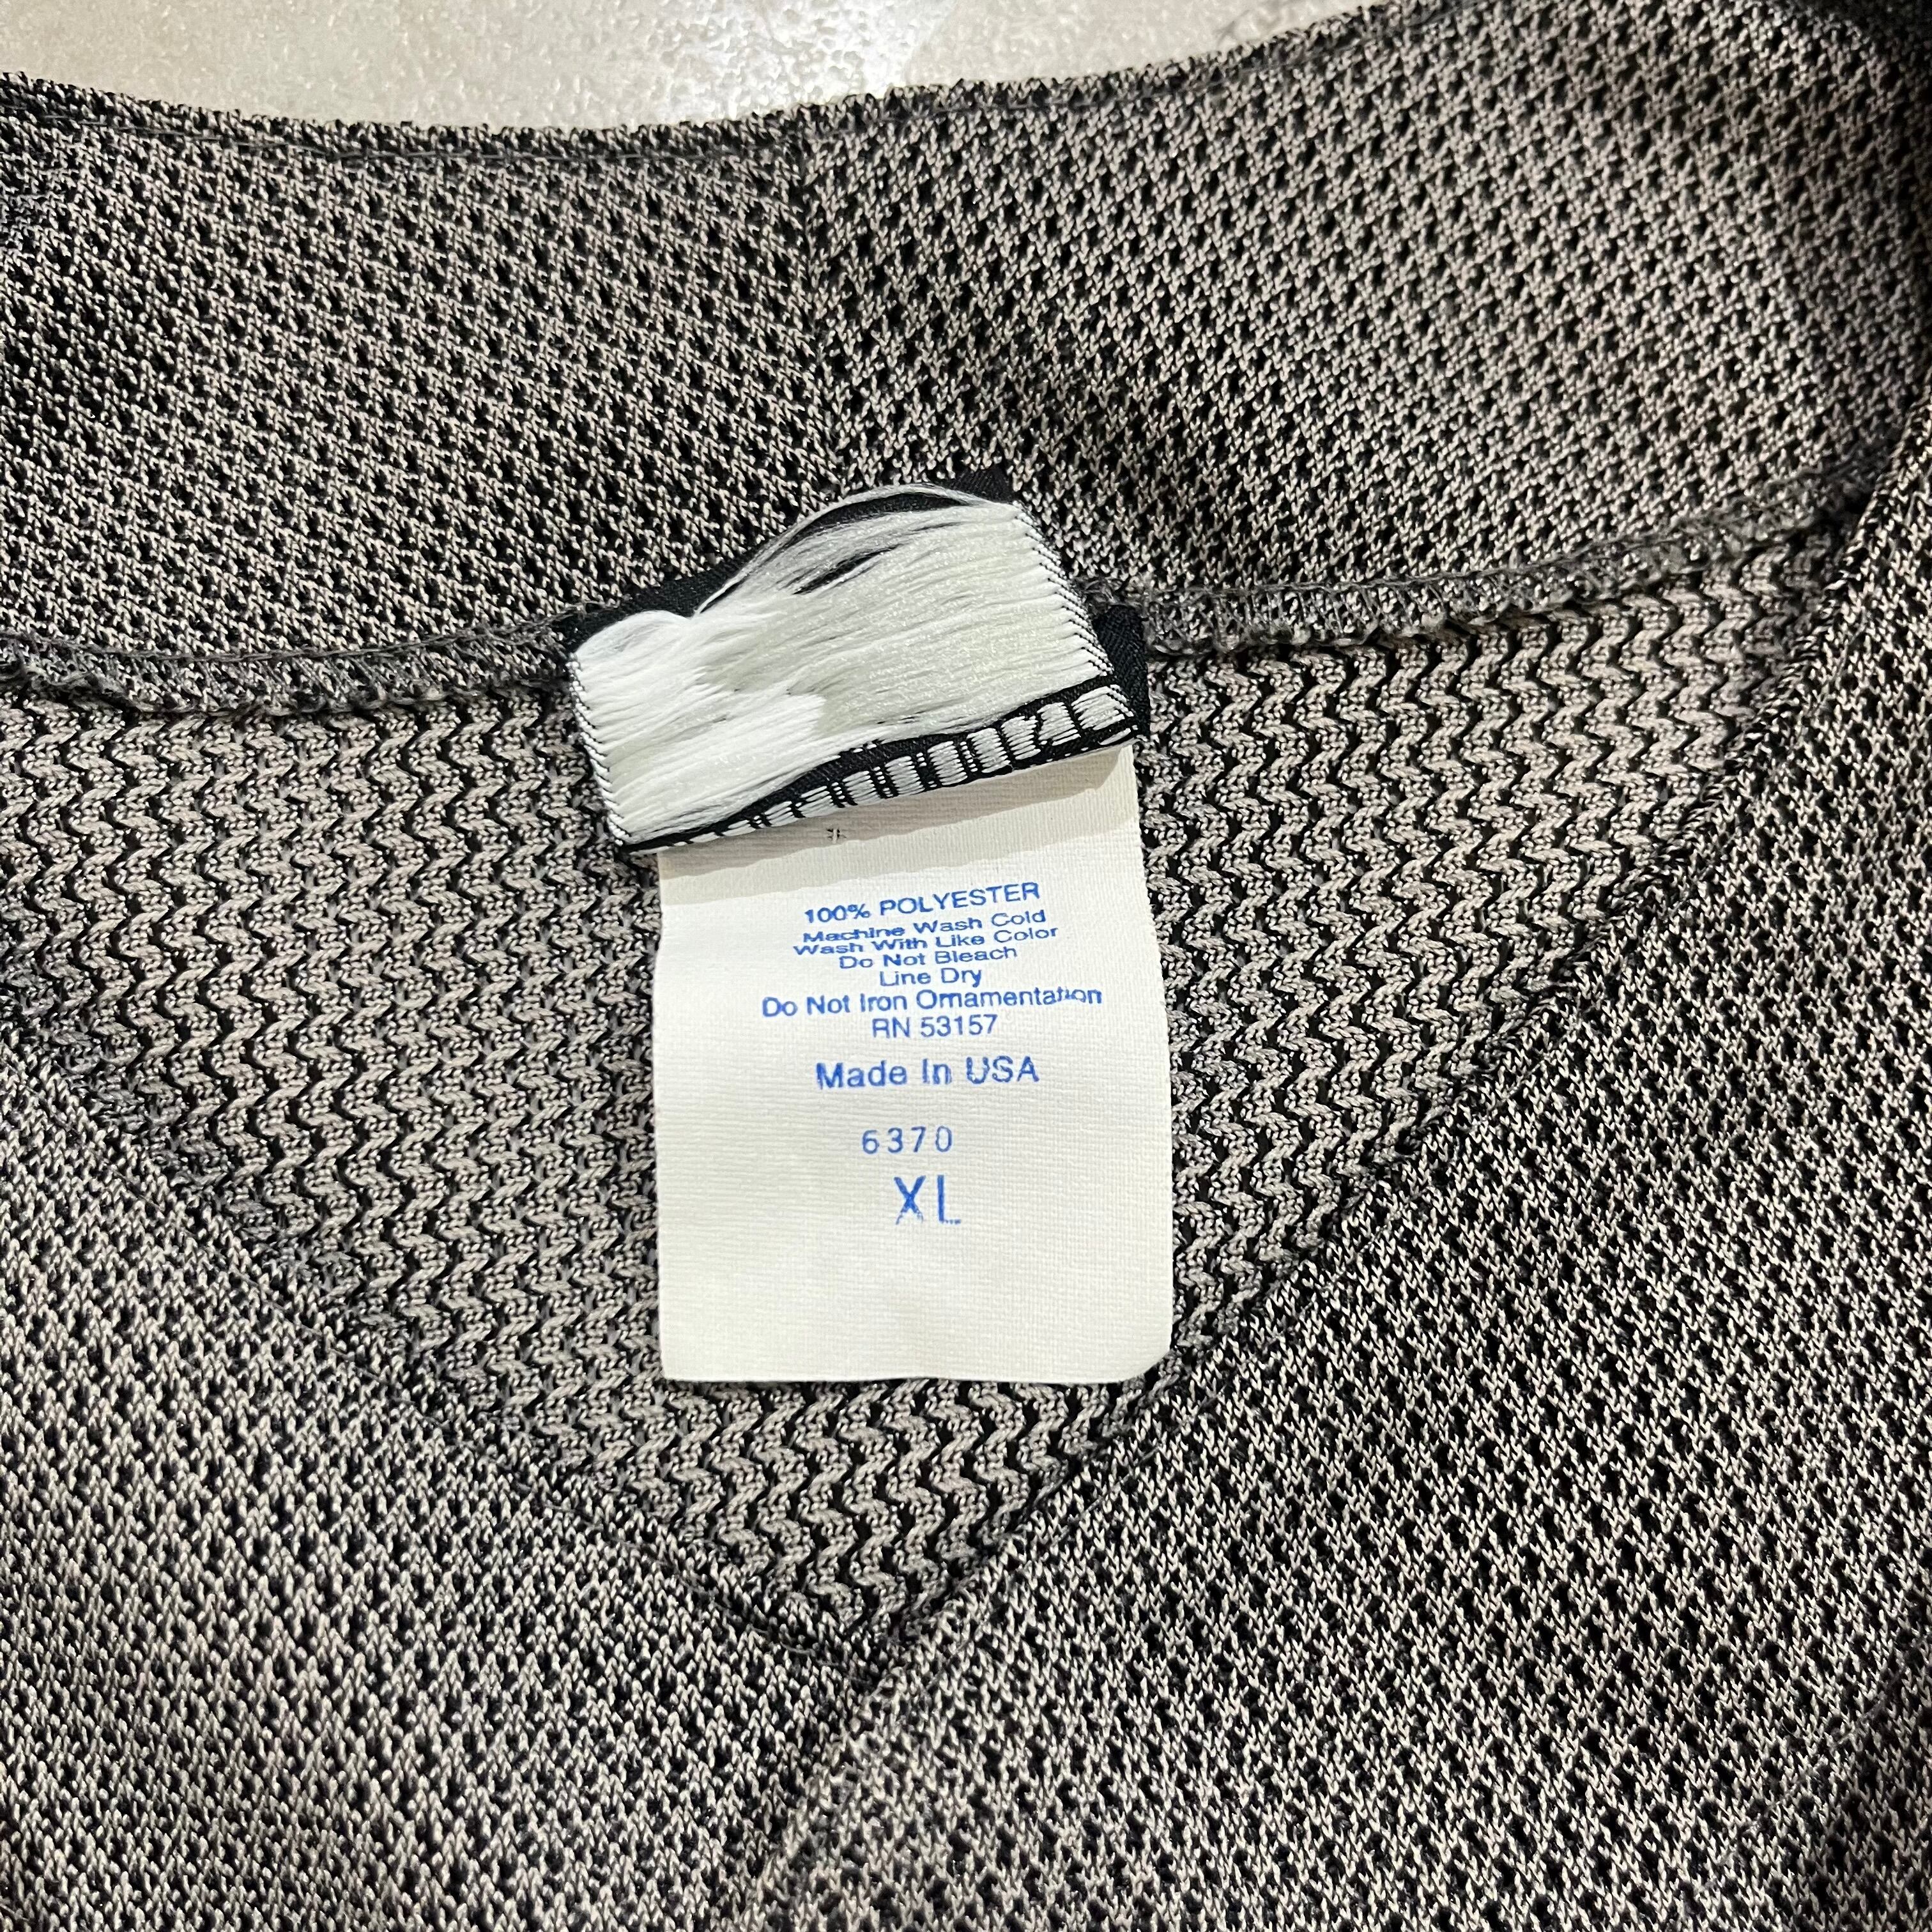 100% POLYESTER
Machine Wash Cold
Wash With Like Color
Do Not Bleach
Line Dry
Do Not Iron Ornamentation
RN 53157
Made In USA
6370
XL